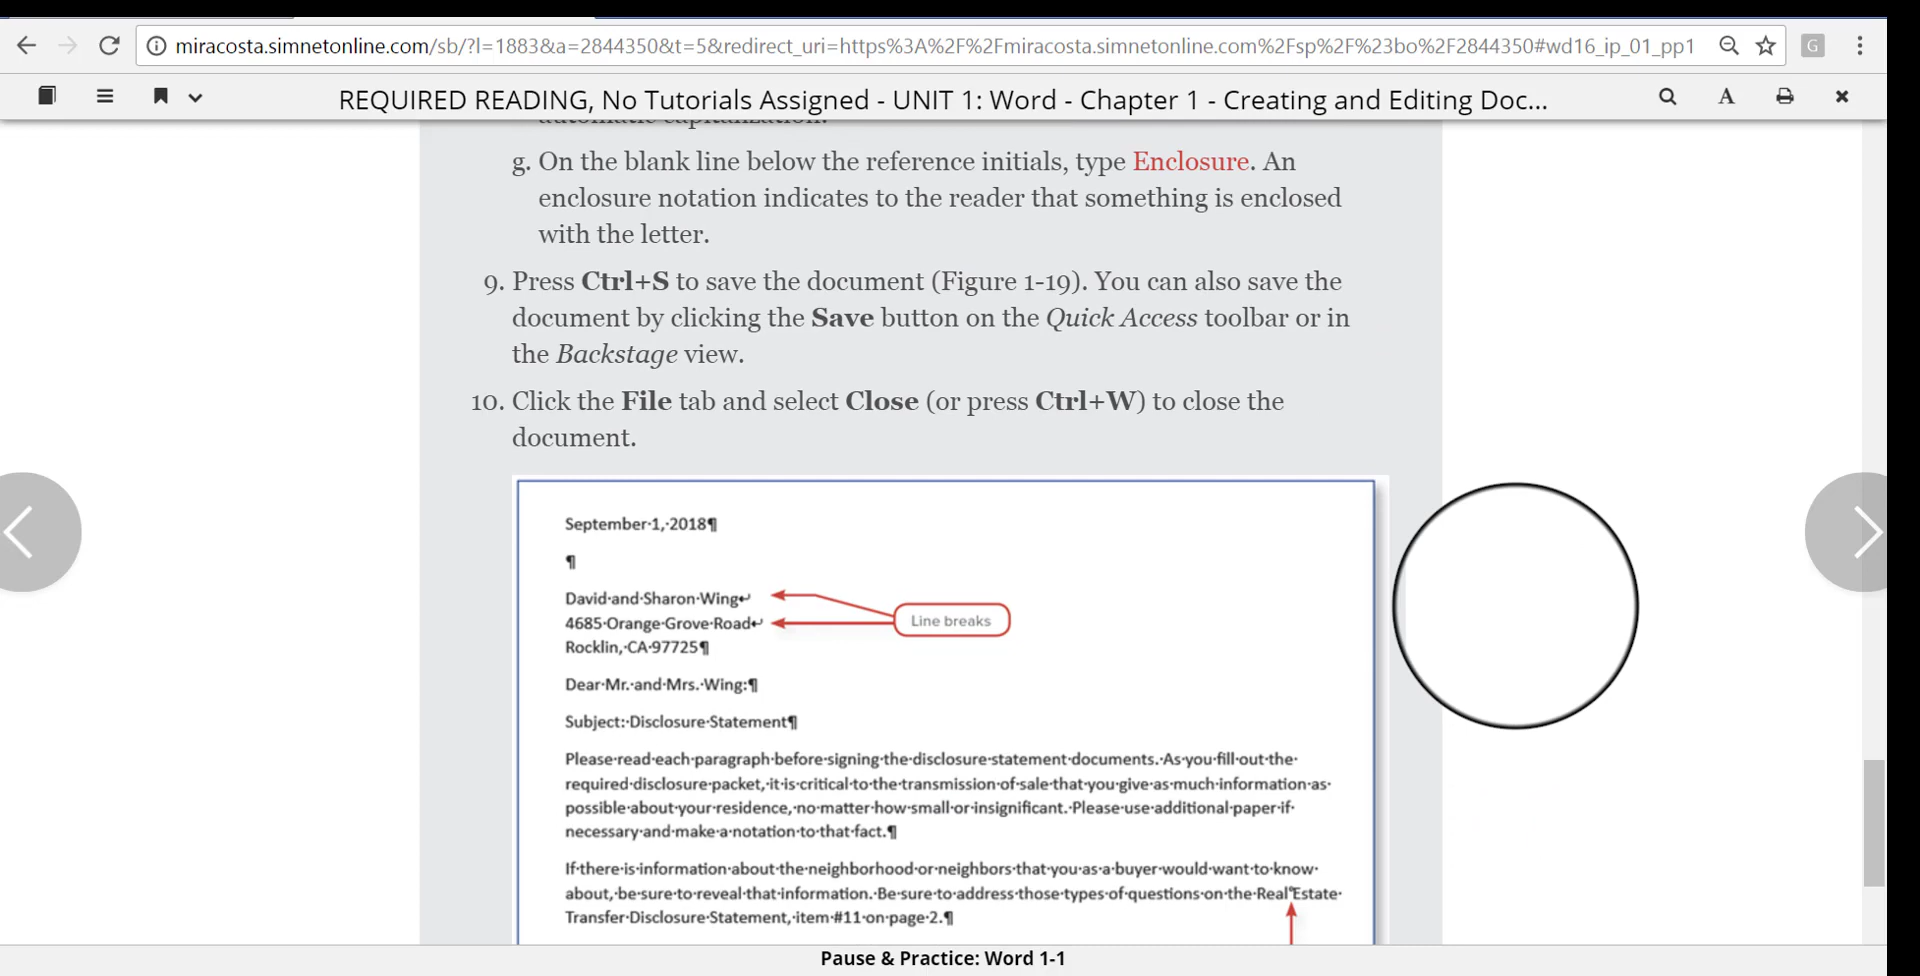 miracosta.simnetonline.com/sb/?l=1883&a=2844350&t=5&redirect_uri=https%3A%2F%2Fmiracosta.simnetonline.com%2Fsp%2F%23bo%2F2844350#wd16_ip_01_pp1
G
REQUIRED READING, No Tutorials Assigned - UNIT 1: Word - Chapter 1 - Creating and Editing Doc...
A
automatic capitalization.
g. On the blank line below the reference initials, type Enclosure. An
enclosure notation indicates to the reader that something is enclosed
with the letter.
9. Press Ctrl+S to save the document (Figure 1-19). You can also save the
document by clicking the Save button on the Quick Access toolbar or in
the Backstage view.
10. Click the File tab and select Close (or press Ctrl+W) to close the
document.
September·1,·2018¶
¶
David·and·Sharon·Wing↵
Line breaks
4685·Orange·Grove·Road↵
Rocklin,·CA·97725¶
Dear·Mr.·and·Mrs.·Wing:¶
Subject:·Disclosure·Statement¶
Please·read·each·paragraph·before·signing·the·disclosure·statement·documents.·As·you·fill·out·the·
required·disclosure·packet,·it·is·critical·to·the·transmission·of·sale·that·you·give·as·much·information·as·
possible·about·your·residence,·no·matter·how·small·or·insignificant.·Please·use·additional·paper·if·
necessary·and·make·a·notation·to·that·fact.¶
If·there·is·information·about·the·neighborhood·or·neighbors·that·you·as·a·buyer·would·want·to·know·
about,·be·sure·to·reveal·that·information.·Be·sure·to·address·those·types·of·questions·on·the·Real°Estate·
Transfer·Disclosure·Statement,·item·#11·on·page·2.¶
Pause & Practice: Word 1-1